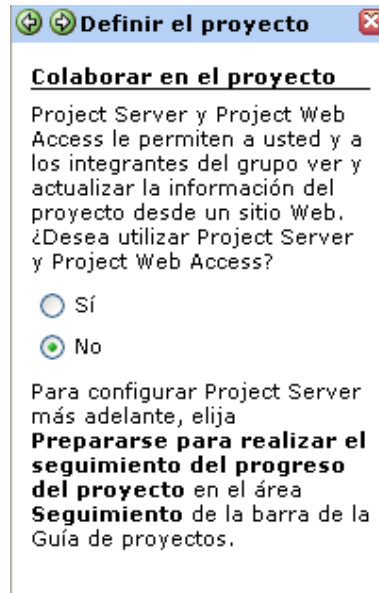 Definir el proyecto
Colaborar en el proyecto
Project Server y Project Web
Access le permiten a usted y a
los integrantes del grupo ver y
actualizar la información del
proyecto desde un sitio Web.
¿Desea utilizar Project Server
y Project Web Access?
Sí
No
Para configurar Project Server
más adelante, elija
Prepararse para realizar el
seguimiento del progreso
del proyecto en el área
Seguimiento de la barra de la
Guía de proyectos.